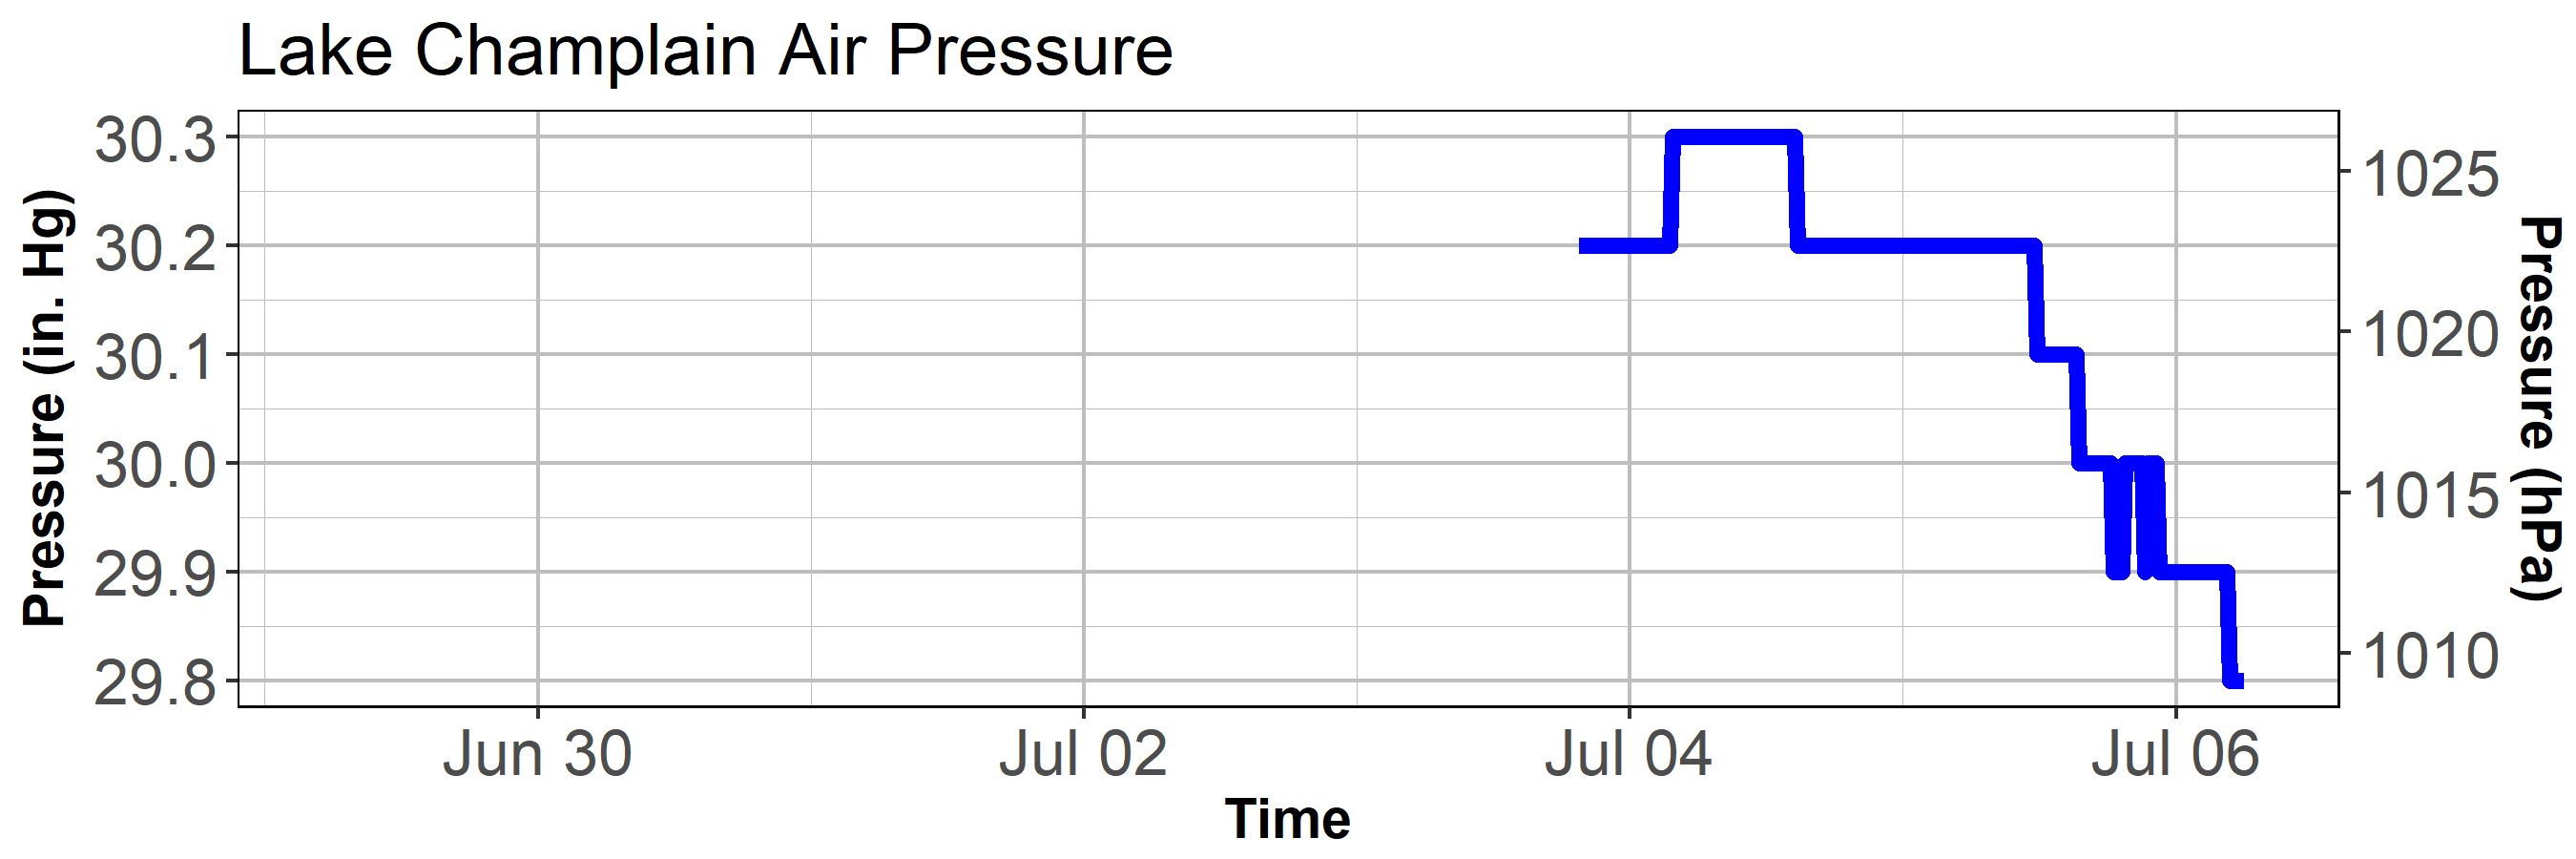 Lake Champlain Air Pressure
Pressure (in. Hg)
30.3
30.2
30.1
30.0
29.9
29.8
1025
1020
1015
1010
Pressure (hPa)
Jun 30
Jul 02
Jul 04
Jul 06
Time